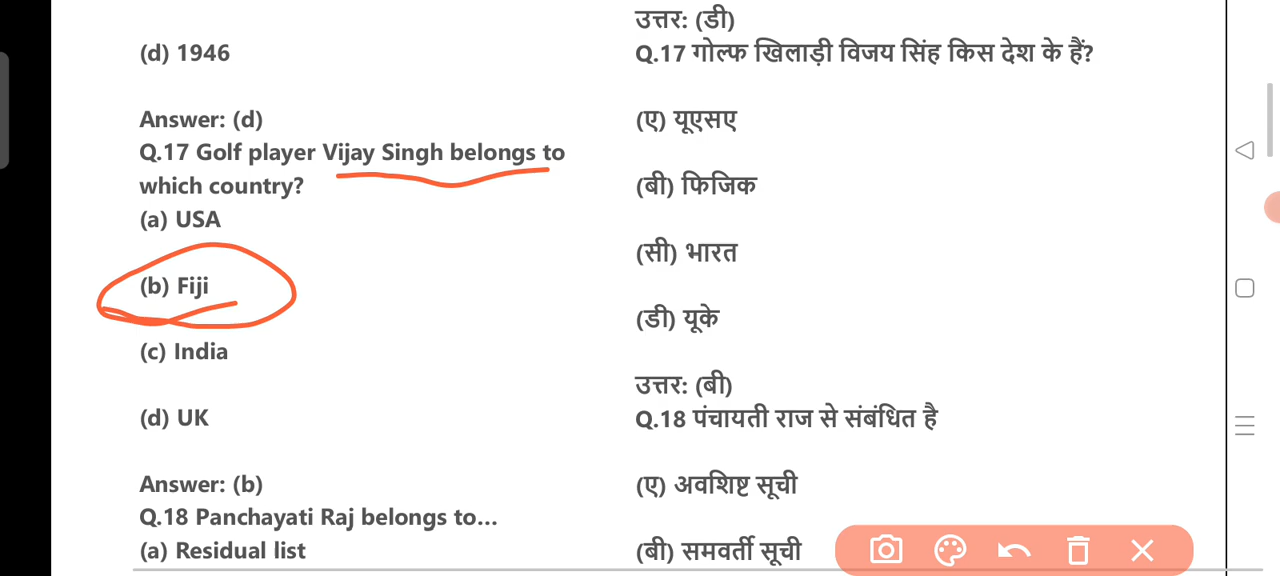 (d) 1946
Answer: (d)
Q.17 Golf player Vijay Singh belongs to
which country?
(a) USA
(b) Fiji
(c) India
(d) UK
Answer: (b)
Q.18 Panchayati Raj belongs to...
(a) Residual list
उत्तर: (डी)
Q.17 गोल्फ खिलाड़ी विजय सिंह किस देश के हैं?
(ए) यूएसए
(बी) फिजिक
(सी) भारत
(डी) यूके
उत्तर: (बी)
Q.18 पंचायती राज से संबंधित है
(ए) अवशिष्ट सूची
(बी) समवर्ती सूची